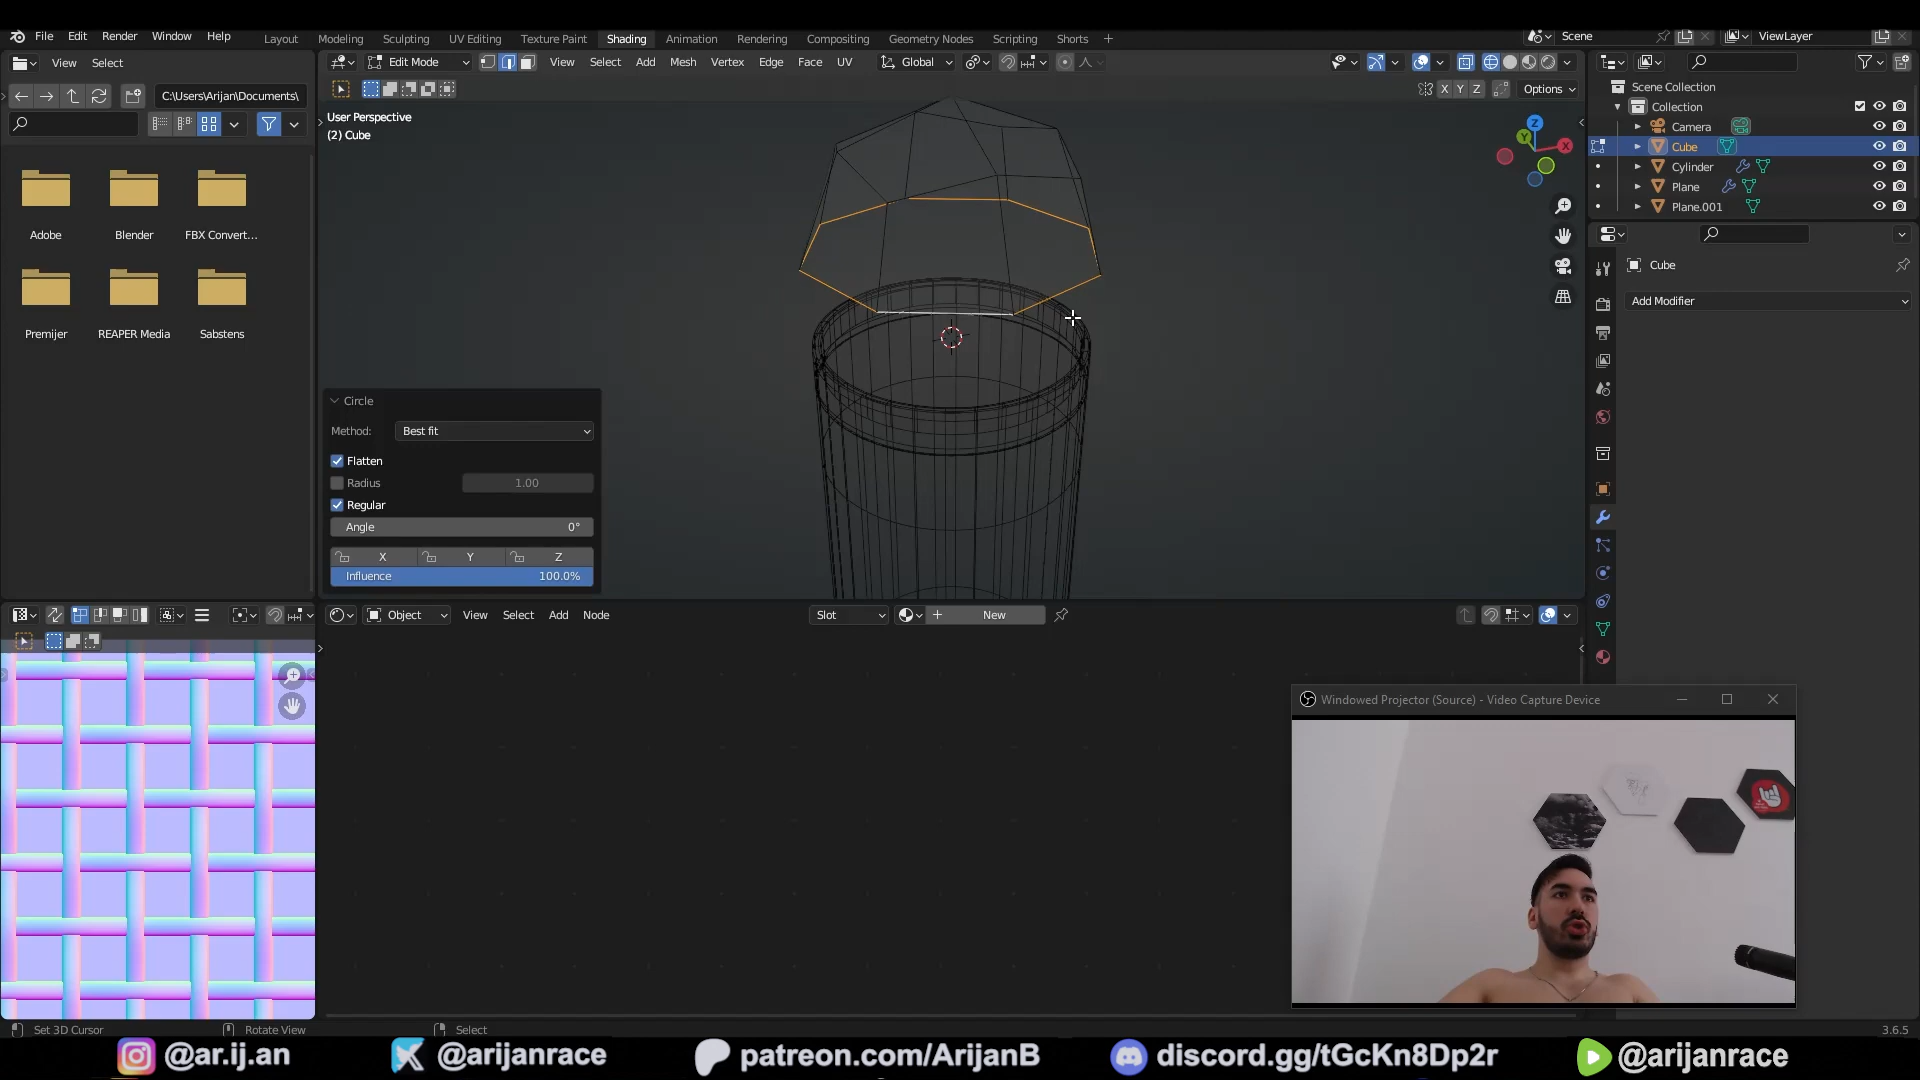 File Edit Render Window Help
Layout Modeling Sculpting UV Editing Texture Paint Shading Animation Rendering Compositing Geometry Nodes Scripting Shorts
Scene
ViewLayer
View Select
Edit Mode View Select Add Mesh Vertex Edge Face UV Global
C:\Users\Arijan\Documents\
X Y Z Options
User Perspective
(2) Cube
Z
Y
X
Scene Collection
Collection
Camera
Cube
Cylinder
Plane
Plane.001
Adobe Blender FBX Convert...
Premijer REAPER Media Sabstens
Cube
Add Modifier
Circle
Method: Best fit
Flatten
Radius 1.00
Regular
Angle 0°
X Y Z
Influence 100.0%
Object View Select Add Node Slot New
Windowed Projector (Source) - Video Capture Device
Set 3D Cursor Rotate View Select 3.6.5
@ar.ij.an @arijanrace patreon.com/ArijanB discord.gg/tGcKn8Dp2r @arijanrace